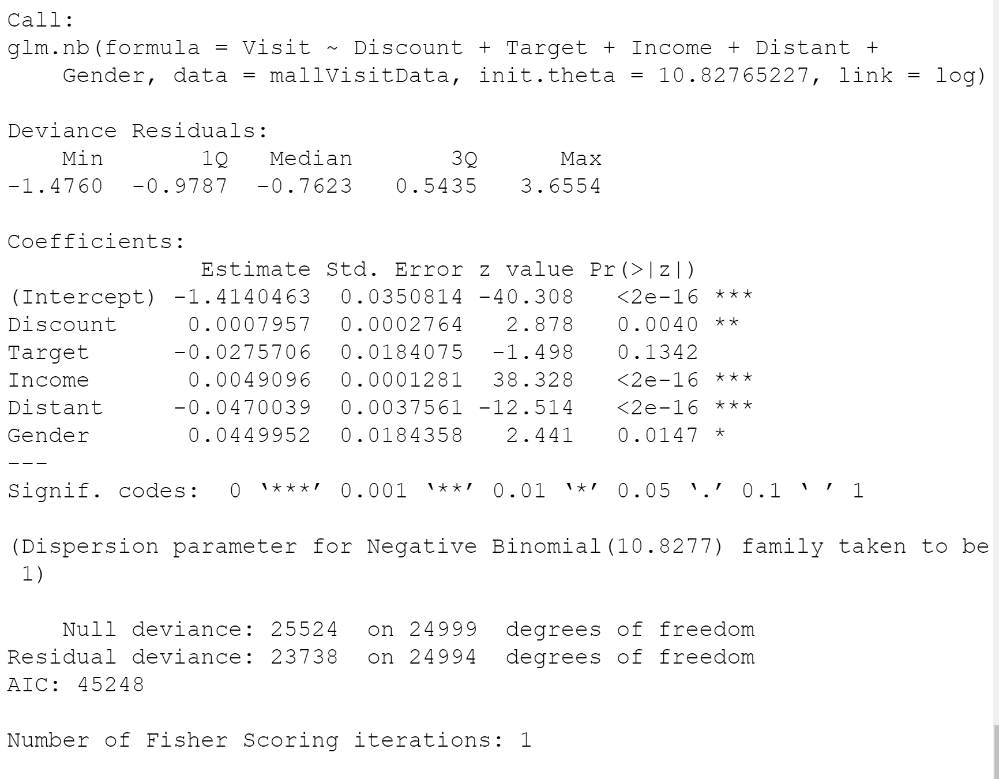 Call:
glm.nb(formula = Visit ~ Discount + Target + Income + Distant +
    Gender, data = mallVisitData, init.theta = 10.82765227, link = log)

Deviance Residuals:
    Min       1Q   Median       3Q      Max
-1.4760  -0.9787  -0.7623   0.5435   3.6554

Coefficients:
              Estimate Std. Error z value Pr(>|z|)
(Intercept) -1.4140463  0.0350814 -40.308   <2e-16 ***
Discount     0.0007957  0.0002764   2.878   0.0040 **
Target      -0.0275706  0.0184075  -1.498   0.1342
Income       0.0049096  0.0001281  38.328   <2e-16 ***
Distant     -0.0470039  0.0037561 -12.514   <2e-16 ***
Gender       0.0449952  0.0184358   2.441   0.0147 *
---
Signif. codes:  0 ‘***’ 0.001 ‘**’ 0.01 ‘*’ 0.05 ‘.’ 0.1 ‘ ’ 1

(Dispersion parameter for Negative Binomial(10.8277) family taken to be
 1)

    Null deviance: 25524  on 24999  degrees of freedom
Residual deviance: 23738  on 24994  degrees of freedom
AIC: 45248

Number of Fisher Scoring iterations: 1